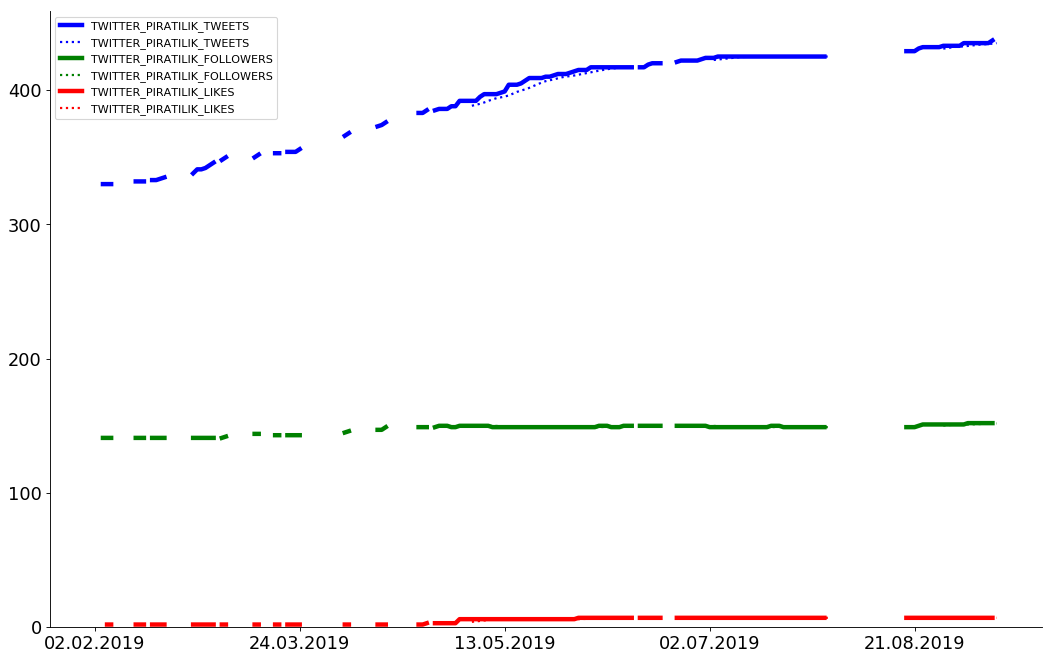 TWITTER_PIRATILIK_TWEETS
TWITTER_PIRATILIK_TWEETS
TWITTER_PIRATILIK_FOLLOWERS
TWITTER_PIRATILIK_FOLLOWERS
TWITTER_PIRATILIK_LIKES
TWITTER_PIRATILIK_LIKES
400
300
200
100
0
02.02.2019 24.03.2019 13.05.2019 02.07.2019 21.08.2019